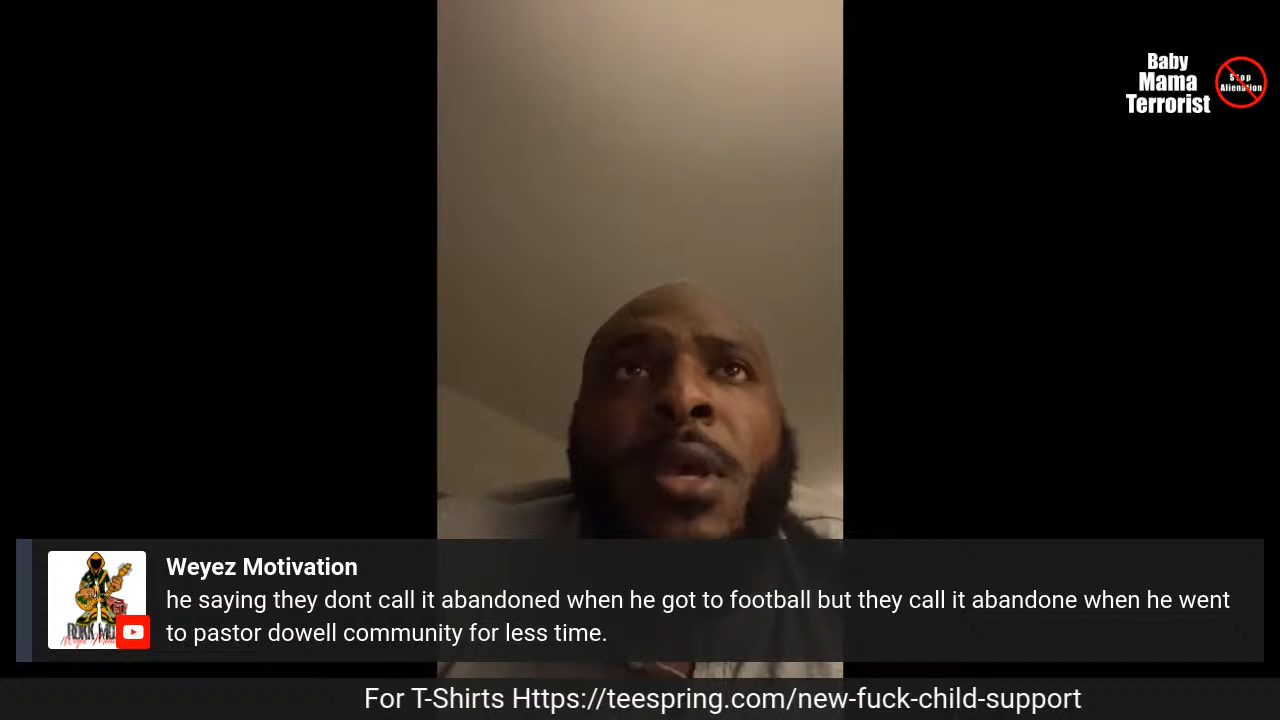 Baby
Mama
Terrorist
Stop
Alienation
Weyez Motivation
he saying they dont call it abandoned when he got to football but they call it abandone when he went
to pastor dowell community for less time.
For T-Shirts Https://teespring.com/new-fuck-child-support